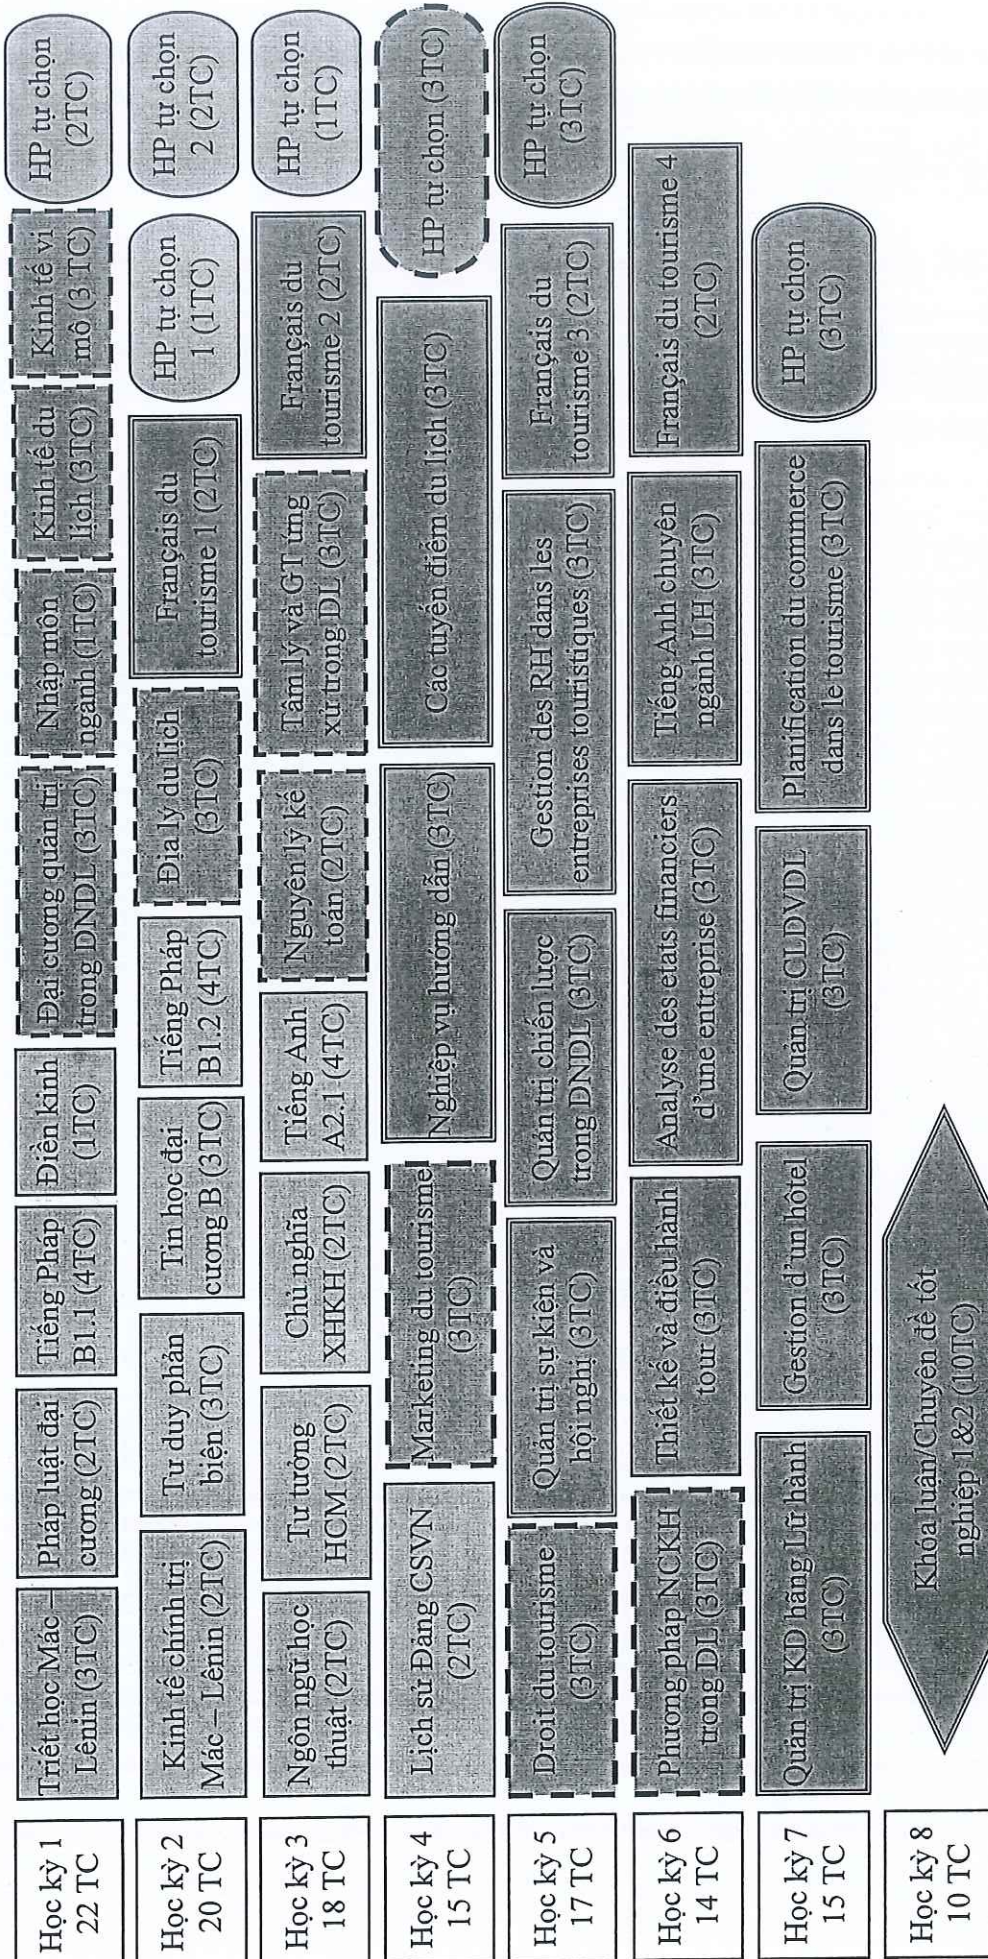 Học kỳ 1
22 TC
Triết học Mác –
Lênin (3TC)
Pháp luật đại
cương (2TC)
Tiếng Pháp
B1.1 (4TC)
Điền kinh
(1TC)
Đại cương quản trị
trong DNDL (3TC)
Nhập môn
ngành (1TC)
Kinh tế du
lịch (3TC)
Kinh tế vi
mô (3 TC)
HP tự chọn
(2TC)
Học kỳ 2
20 TC
Kinh tế chính trị
Mác – Lênin (2TC)
Tư duy phản
biện (3TC)
Tin học đại
cương B (3TC)
Tiếng Pháp
B1.2 (4TC)
Địa lý du lịch
(3TC)
Français du
tourisme 1 (2TC)
HP tự chọn
1 (1TC)
HP tự chọn
2 (2TC)
Học kỳ 3
18 TC
Ngôn ngữ học
thuật (2TC)
Tư tưởng
HCM (2TC)
Chủ nghĩa
XHKH (2TC)
Tiếng Anh
A2.1 (4TC)
Nguyên lý kế
toán (2TC)
Tâm lý và GT ứng
xử trong DL (3TC)
Français du
tourisme 2 (2TC)
HP tự chọn
(1TC)
Học kỳ 4
15 TC
Lịch sử Đảng CSVN
(2TC)
Marketing du tourisme
(3TC)
Nghiệp vụ hướng dẫn (3TC)
Các tuyến điểm du lịch (3TC)
HP tự chọn (3TC)
Học kỳ 5
17 TC
Droit du tourisme
(3TC)
Quản trị sự kiện và
hội nghị (3TC)
Quản trị chiến lược
trong DNDL (3TC)
Gestion des RH dans les
entreprises touristiques (3TC)
Français du
tourisme 3 (2TC)
HP tự chọn
(3TC)
Học kỳ 6
14 TC
Phương pháp NCKH
trong DL (3TC)
Thiết kế và điều hành
tour (3TC)
Analyse des etats financiers
d'une entreprise (3TC)
Tiếng Anh chuyên
ngành LH (3TC)
Français du tourisme 4
(2TC)
Học kỳ 7
15 TC
Quản trị KD hãng Lữ hành
(3TC)
Gestion d'un hôtel
(3TC)
Quản trị CLDVDL
(3TC)
Planification du commerce
dans le tourisme (3TC)
HP tự chọn
(3TC)
Học kỳ 8
10 TC
Khóa luận/Chuyên đề tốt
nghiệp 1&2 (10TC)